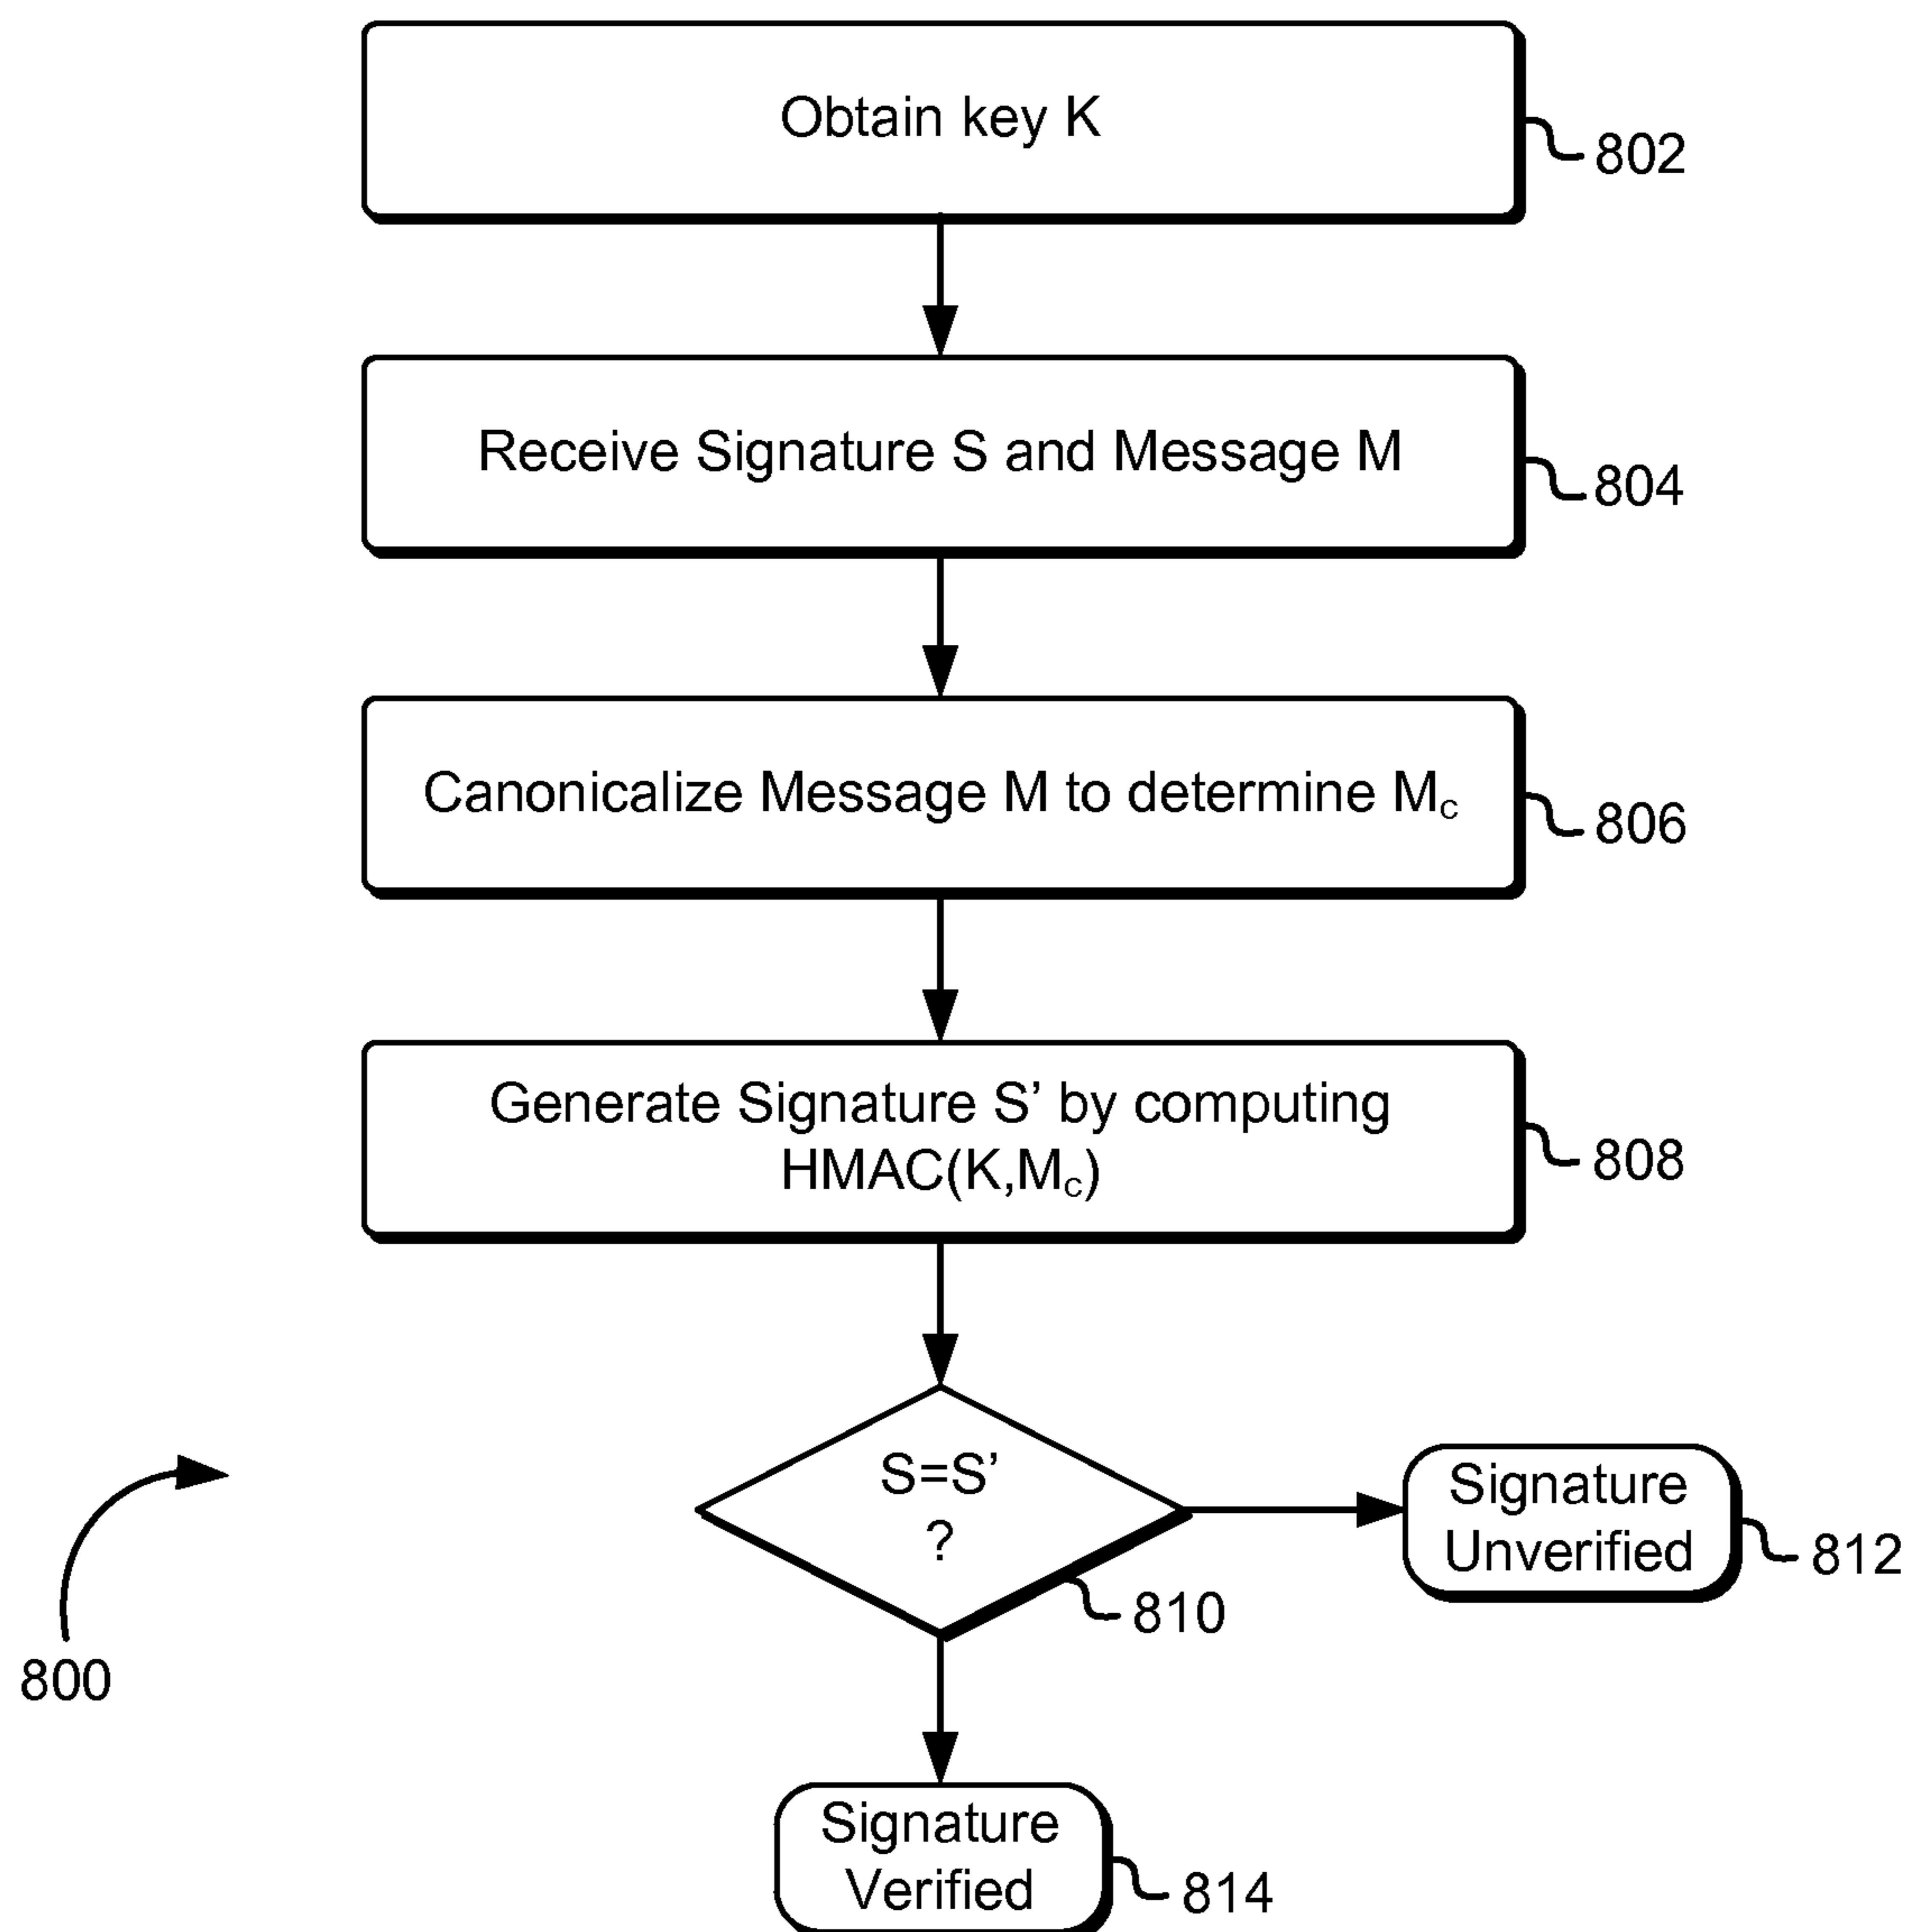 Obtain key K
802
Receive Signature S and Message M
804
Canonicalize Message M to determine Mc
806
Generate Signature S’ by computing
HMAC(K,Mc)
808
S=S’
?
810
Signature
Unverified
812
800
Signature
Verified
814